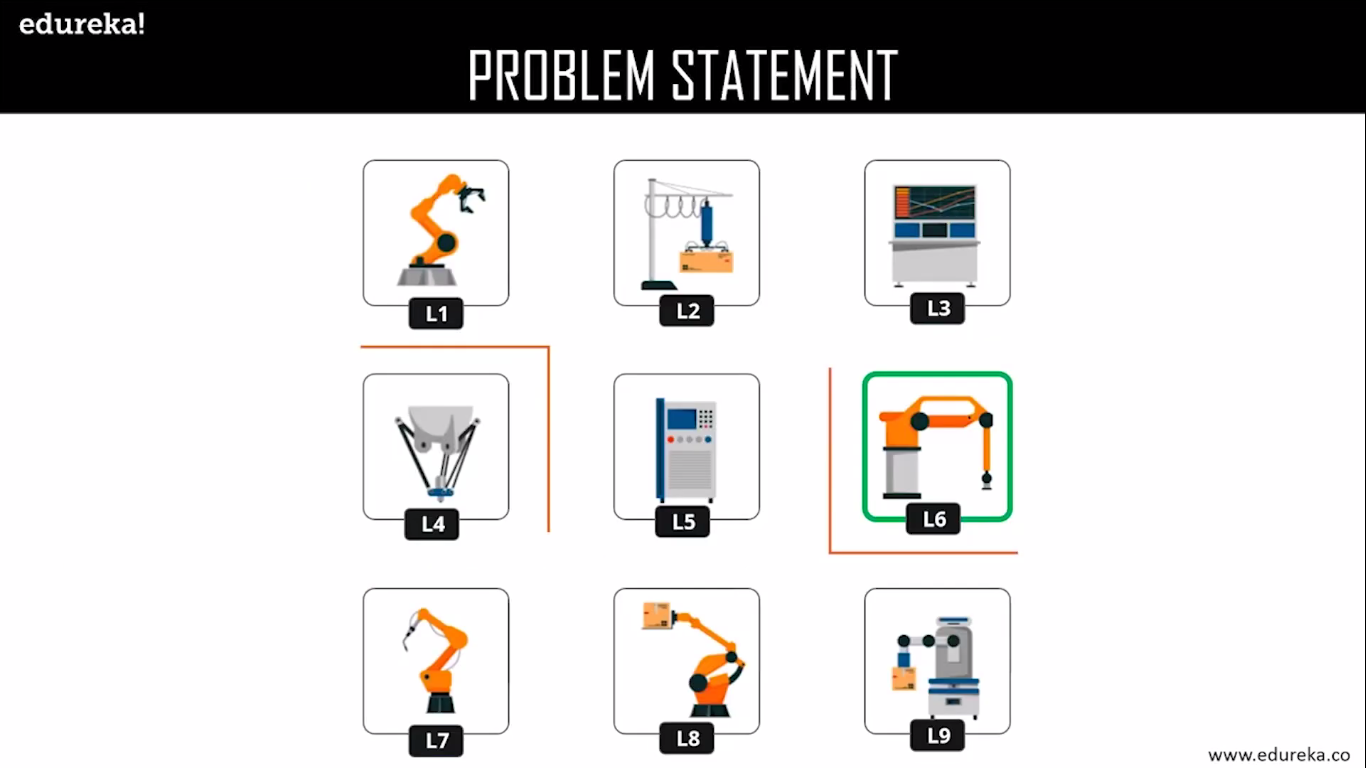 edureka!
PROBLEM STATEMENT
L1
L2
L3
L4
L5
L6
L7
L8
L9
www.edureka.co